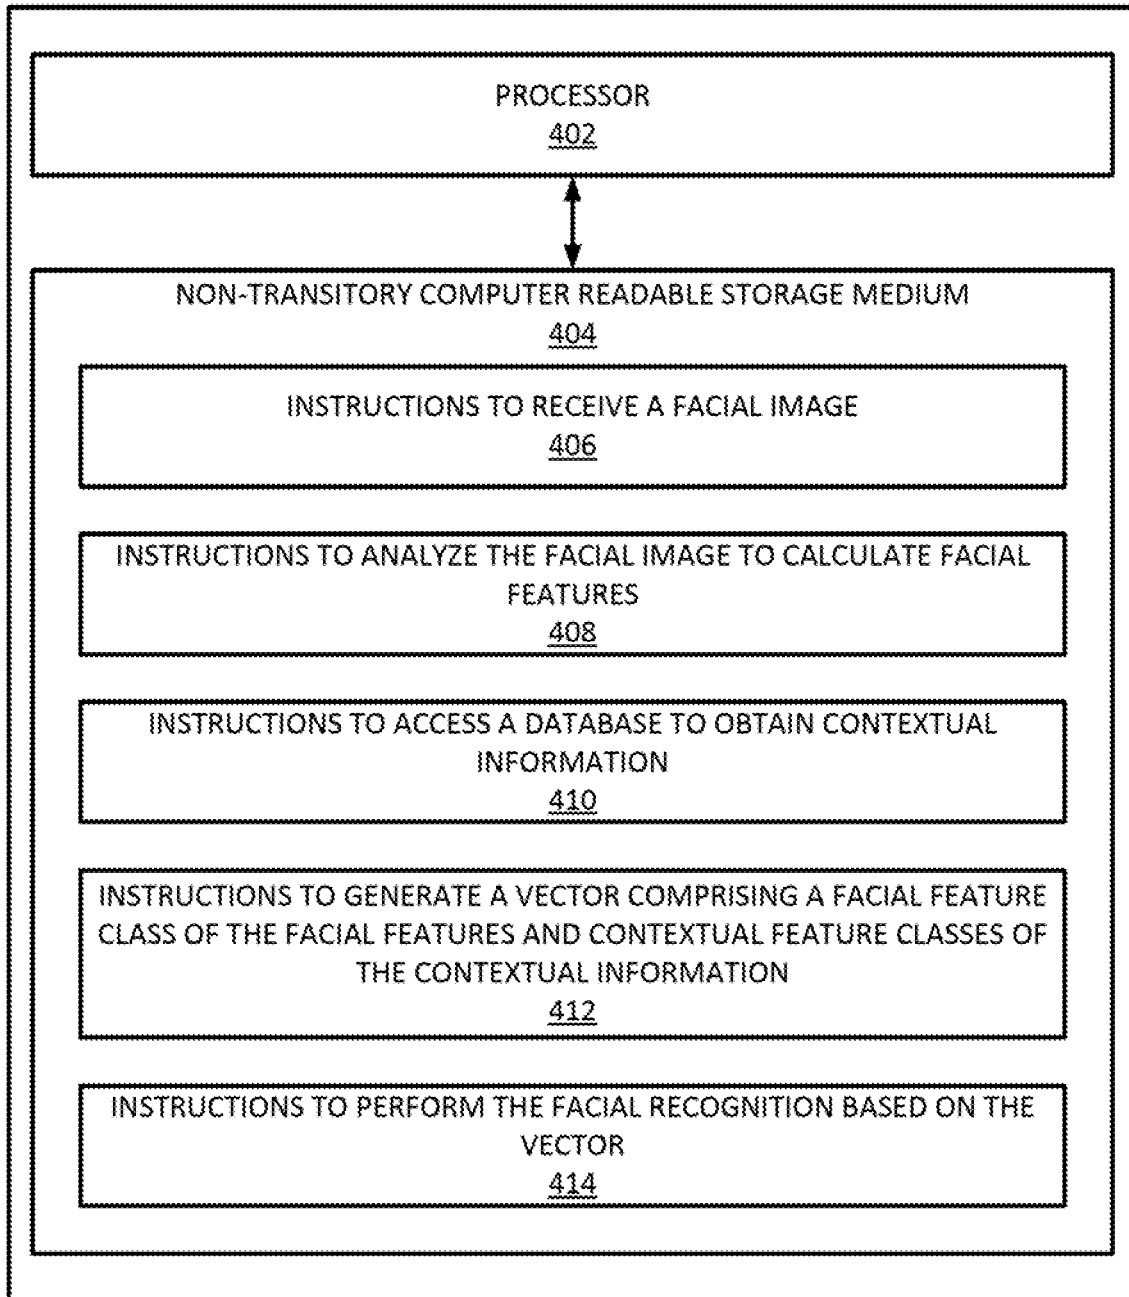 PROCESSOR
402
NON-TRANSITORY COMPUTER READABLE STORAGE MEDIUM
404
INSTRUCTIONS TO RECEIVE A FACIAL IMAGE
406
INSTRUCTIONS TO ANALYZE THE FACIAL IMAGE TO CALCULATE FACIAL
FEATURES
408
INSTRUCTIONS TO ACCESS A DATABASE TO OBTAIN CONTEXTUAL
INFORMATION
410
INSTRUCTIONS TO GENERATE A VECTOR COMPRISING A FACIAL FEATURE
CLASS OF THE FACIAL FEATURES AND CONTEXTUAL FEATURE CLASSES OF
THE CONTEXTUAL INFORMATION
412
INSTRUCTIONS TO PERFORM THE FACIAL RECOGNITION BASED ON THE
VECTOR
414